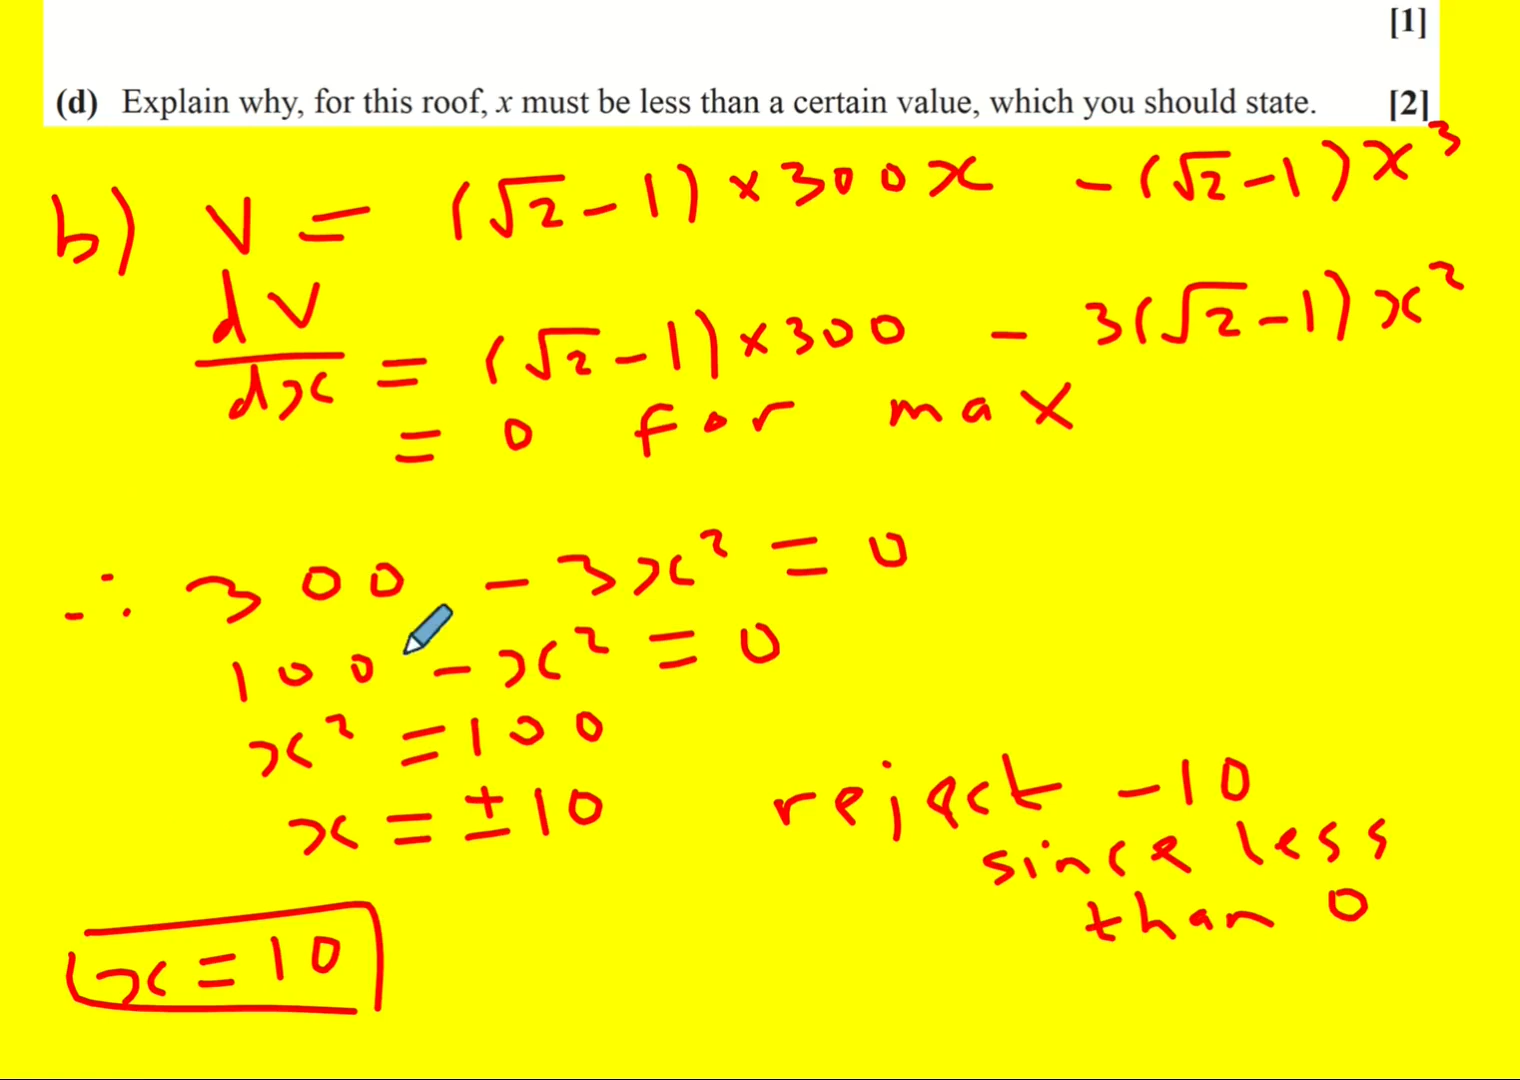 [1]
(d) Explain why, for this roof, x must be less than a certain value, which you should state. [2]
b) V = (√2-1)×300x - (√2-1)x³
dV/dx = (√2-1)×300 - 3(√2-1)x²
= 0 for max
∴ 300 - 3x² = 0
100 - x² = 0
x² = 100
x = ±10 reject -10
since less
than 0
x = 10